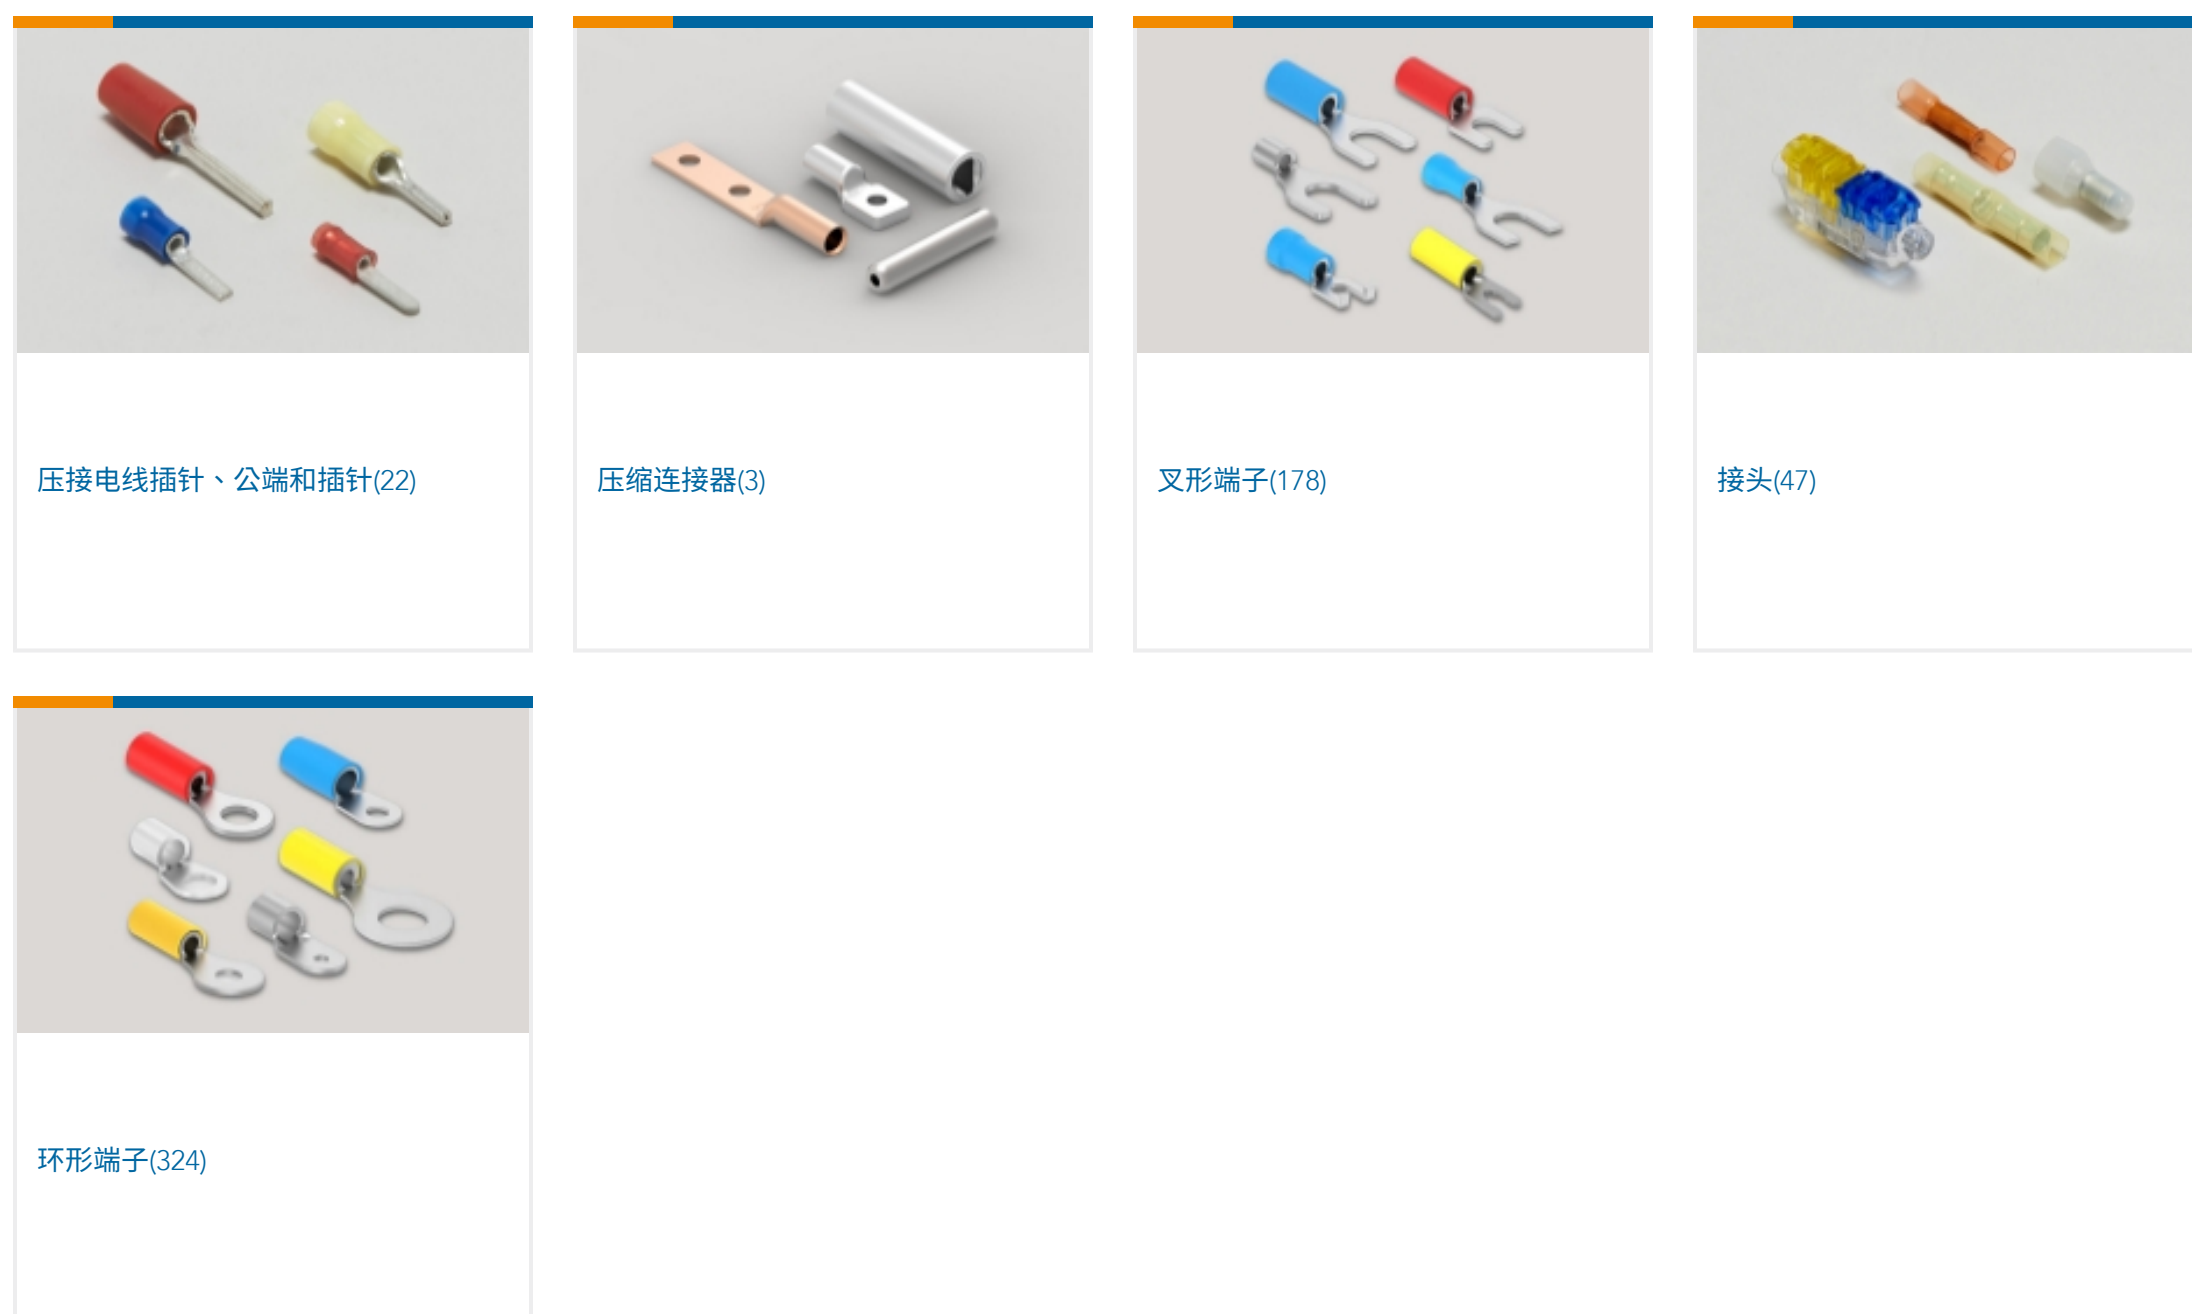 压接电线插针、公端和插针(22)
压缩连接器(3)
叉形端子(178)
接头(47)
环形端子(324)